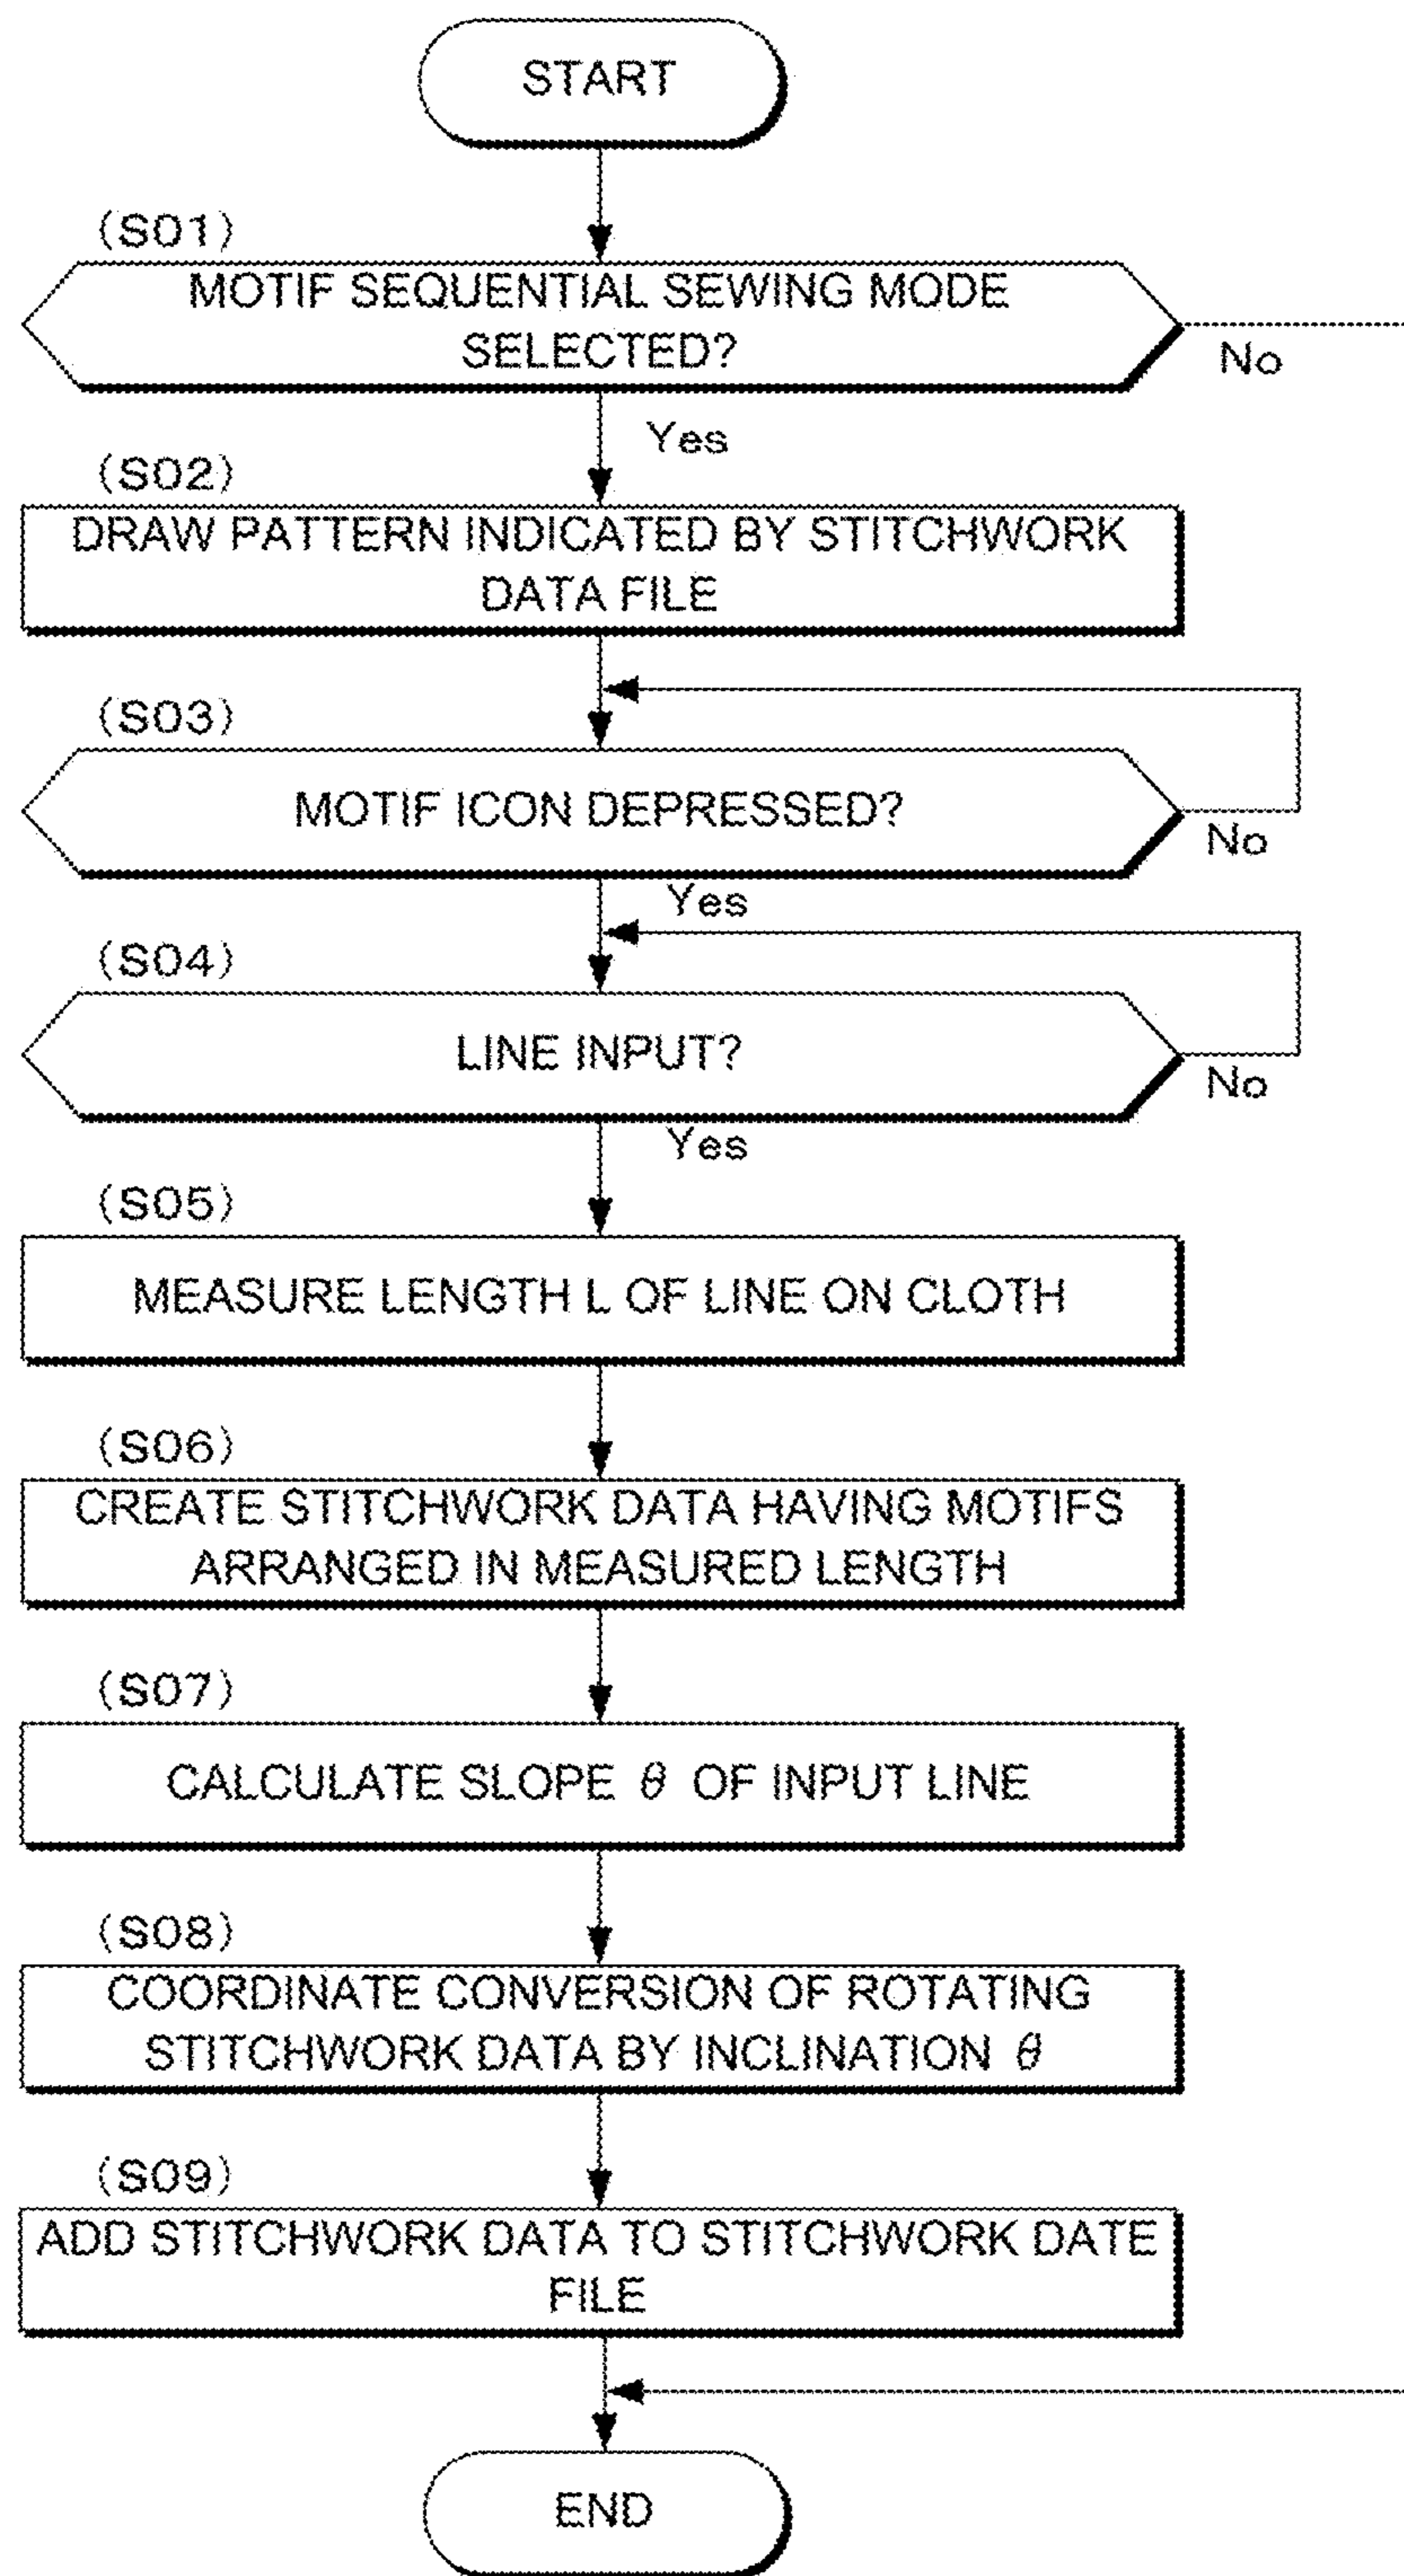 START
(S01)
MOTIF SEQUENTIAL SEWING MODE
SELECTED?
No
Yes
(S02)
DRAW PATTERN INDICATED BY STITCHWORK
DATA FILE
(S03)
MOTIF ICON DEPRESSED?
No
Yes
(S04)
LINE INPUT?
No
Yes
(S05)
MEASURE LENGTH L OF LINE ON CLOTH
(S06)
CREATE STITCHWORK DATA HAVING MOTIFS
ARRANGED IN MEASURED LENGTH
(S07)
CALCULATE SLOPE θ OF INPUT LINE
(S08)
COORDINATE CONVERSION OF ROTATING
STITCHWORK DATA BY INCLINATION θ
(S09)
ADD STITCHWORK DATA TO STITCHWORK DATE
FILE
END